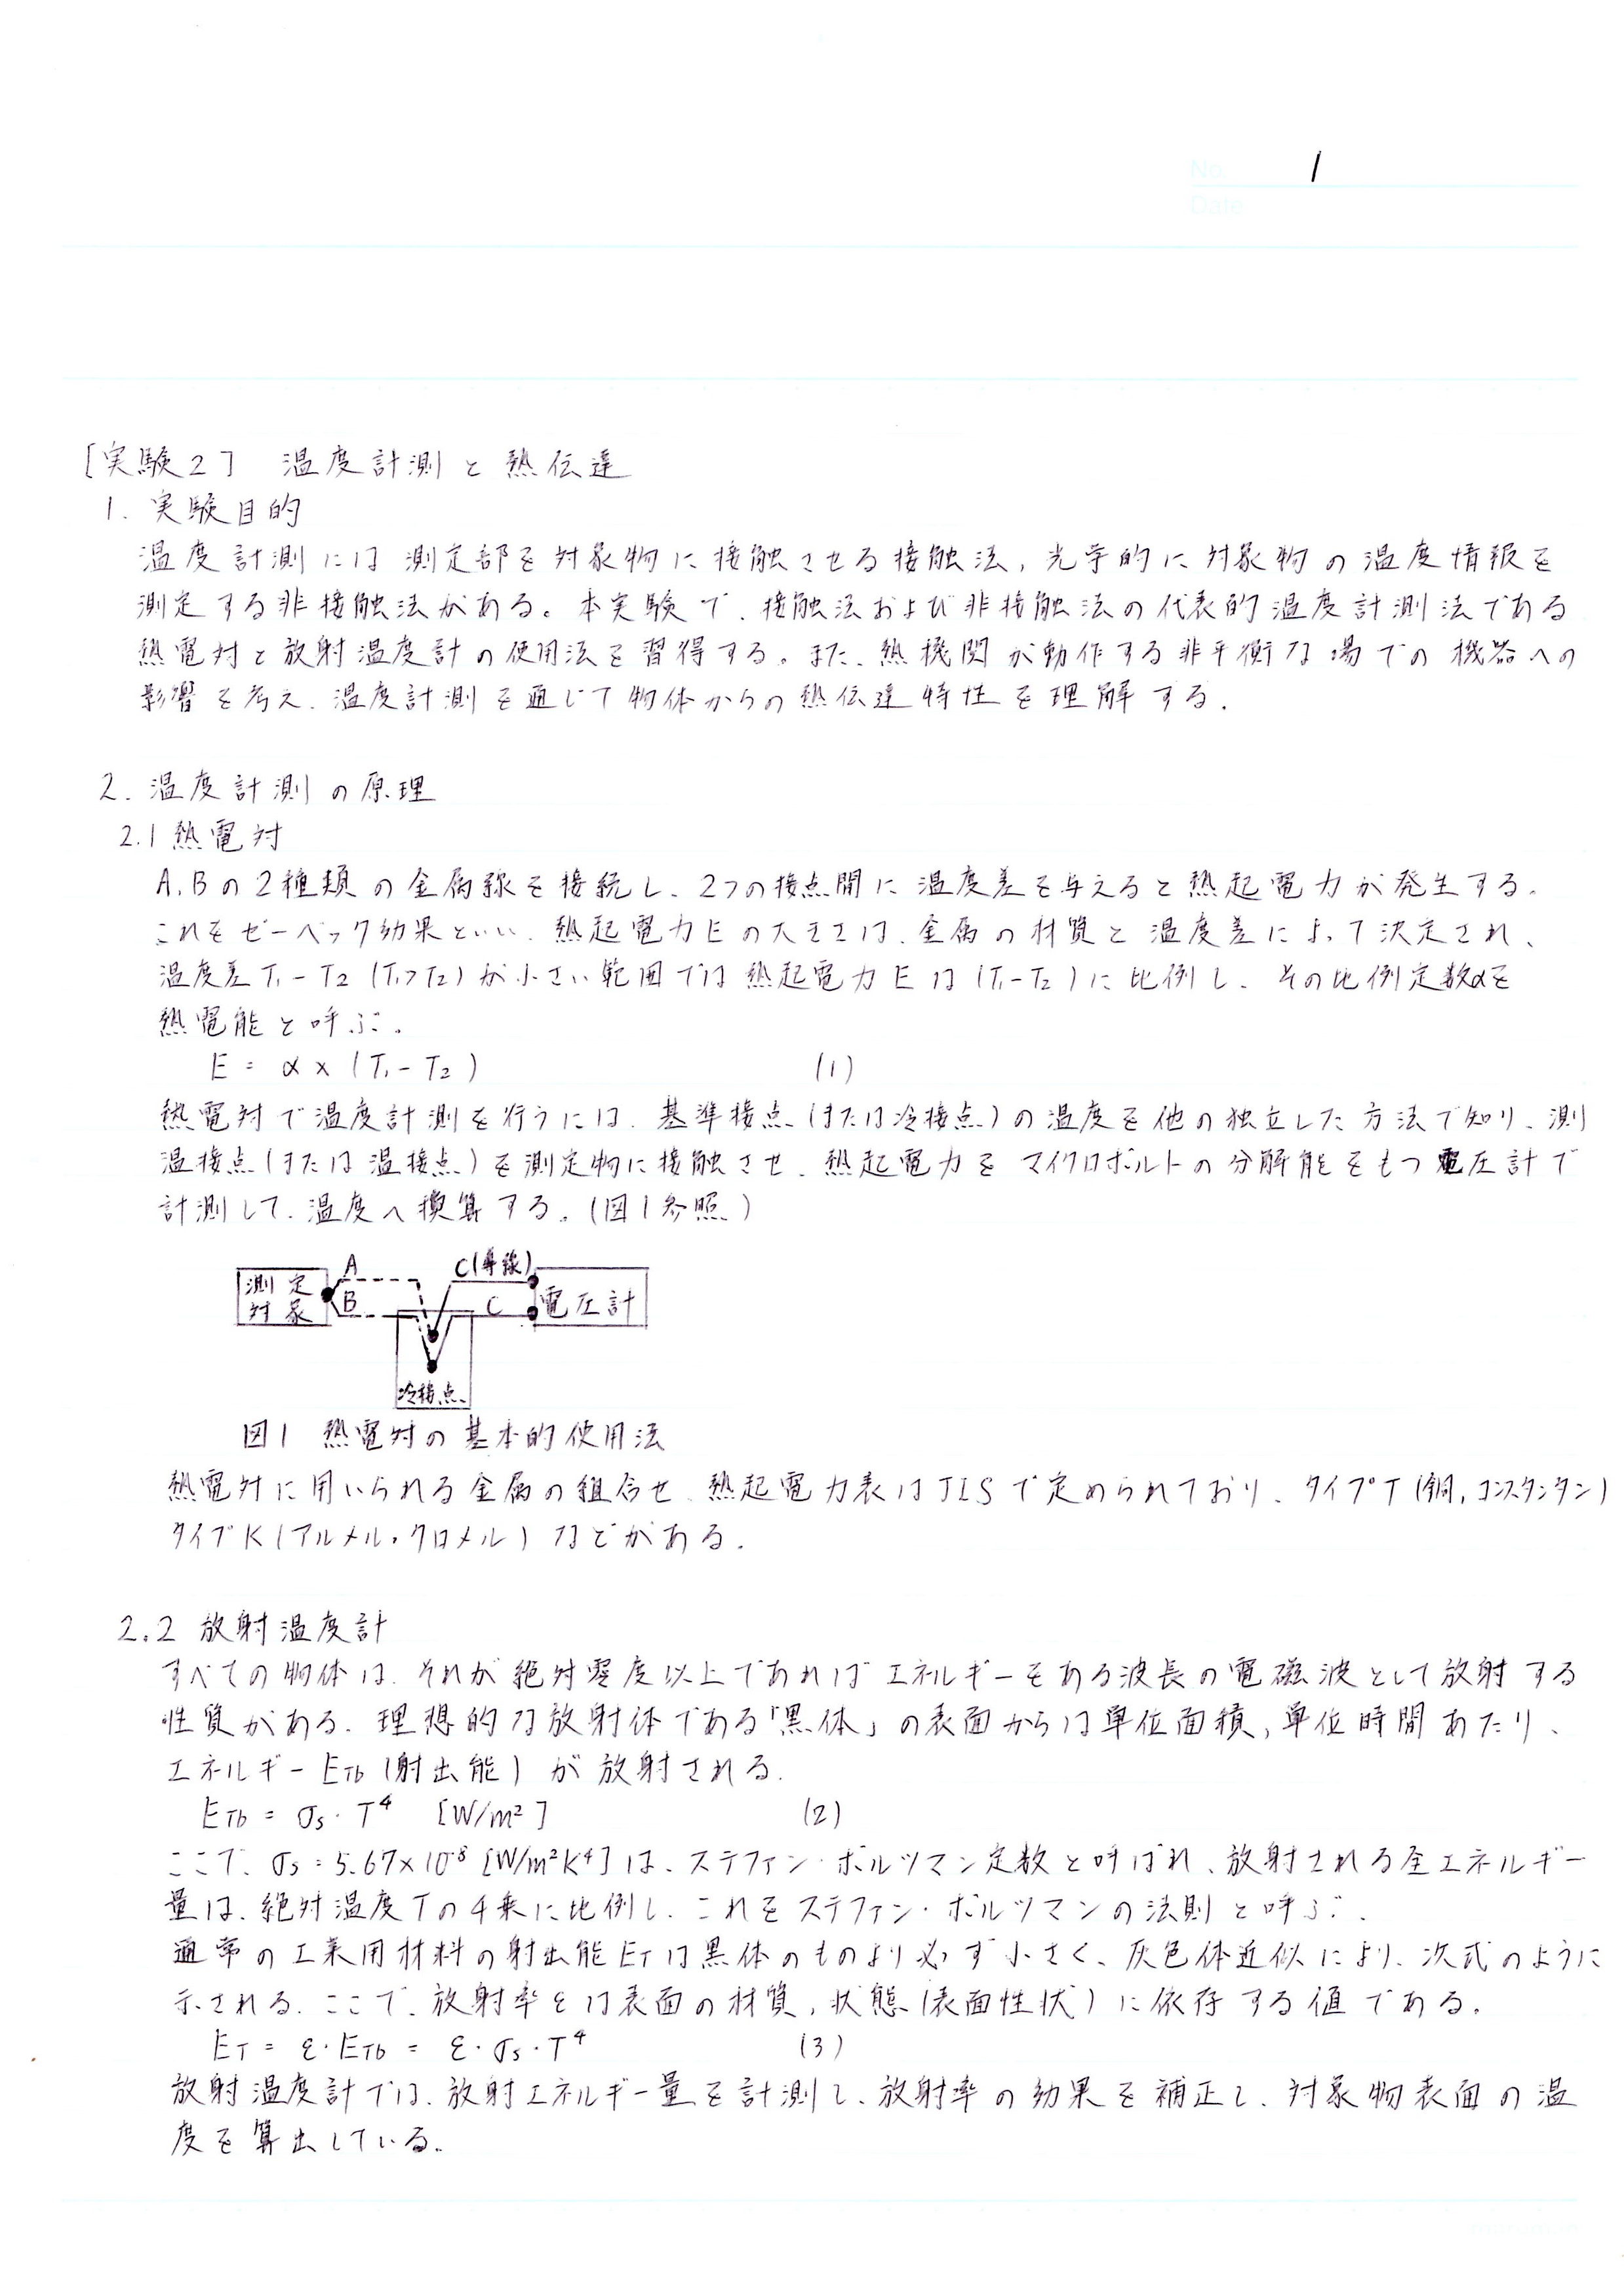 No. 1
Date
[実験2] 温度計測と熱伝達
1. 実験目的
温度計測には測定部を対象物に接触させる接触法, 光学的に対象物の温度情報を
測定する非接触法がある。本実験で、接触法および非接触法の代表的温度計測法である
熱電対と放射温度計の使用法を習得する。また、熱機関が動作する非平衡な場での機器への
影響を考え、温度計測を通じて物体からの熱伝達特性を理解する.
2. 温度計測の原理
2.1 熱電対
A,Bの2種類の金属線を接続し、2つの接点間に温度差を与えると熱起電力が発生する。
これをゼーベック効果といい、熱起電力Eの大きさは、金属の材質と温度差によって決定され、
温度差T₁-T₂ (T₁>T₂)が小さい範囲では熱起電力Eは(T₁-T₂)に比例し、その比例定数αを
熱電能と呼ぶ。
E = α × (T₁ - T₂) (1)
熱電対で温度計測を行うには、基準接点(または冷接点)の温度を他の独立した方法で知り、測
温接点(または温接点)を測定物に接触させ、熱起電力をマイクロボルトの分解能をもつ電圧計で
計測して、温度へ換算する。(図1参照)
A C(導線)
測定 対象 B C 電圧計
冷接点
図1 熱電対の基本的使用法
熱電対に用いられる金属の組合せ、熱起電力表はJISで定められており、タイプT(銅,コンスタンタン)
タイプK(アルメル,クロメル)などがある.
2.2 放射温度計
すべての物体は、それが絶対零度以上であればエネルギーをある波長の電磁波として放射する
性質がある. 理想的な放射体である「黒体」の表面からは単位面積,単位時間あたり、
エネルギーE_Tb(射出能)が放射される.
E_Tb = σs・T⁴ [W/m²] (2)
ここで、σs = 5.67×10⁻⁸ [W/m²K⁴]は、ステファン・ボルツマン定数と呼ばれ、放射される全エネルギー
量は、絶対温度Tの4乗に比例し、これをステファン・ボルツマンの法則と呼ぶ.
通常の工業用材料の射出能E_Tは黒体のものより必ず小さく、灰色体近似により、次式のように
示される. ここで、放射率εは表面の材質,状態(表面性状)に依存する値である.
E_T = ε・E_Tb = ε・σs・T⁴ (3)
放射温度計では、放射エネルギー量を計測し、放射率の効果を補正し、対象物表面の温
度を算出している.